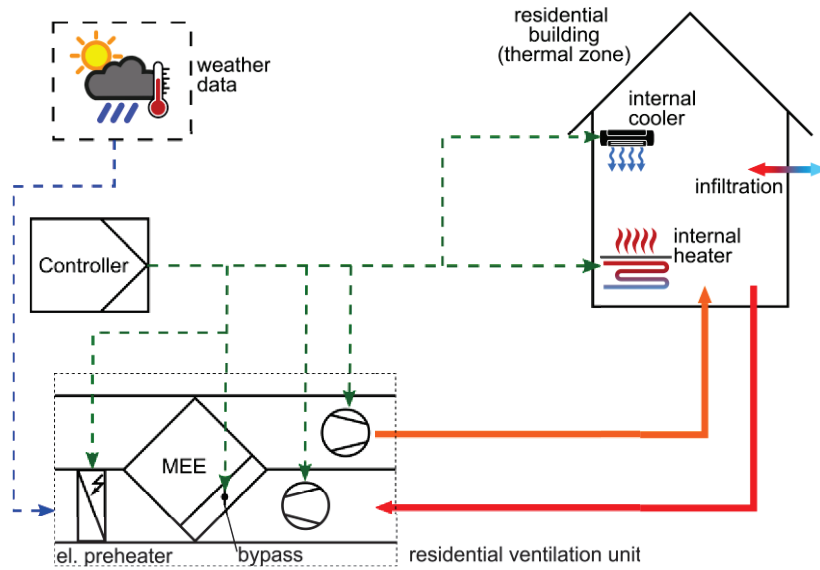 residential
building
(thermal zone)
weather
data
internal
cooler
infiltration
internal
heater
Controller
MEE
el. preheater
bypass
residential ventilation unit